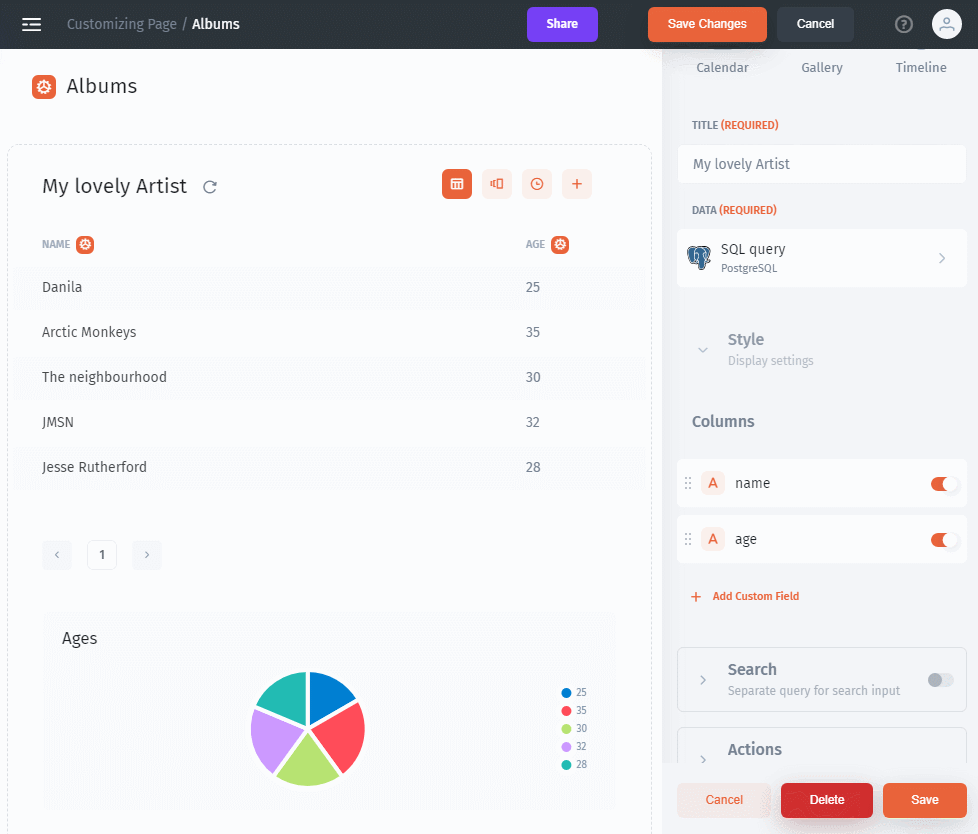 Customizing Page / Albums
Share
Save Changes
Cancel
?
Albums
My lovely Artist
NAME
AGE
Danila
25
Arctic Monkeys
35
The neighbourhood
30
JMSN
32
Jesse Rutherford
28
1
Ages
25
35
30
32
28
Calendar
Gallery
Timeline
TITLE (REQUIRED)
My lovely Artist
DATA (REQUIRED)
SQL query
PostgreSQL
Style
Display settings
Columns
A name
A age
+ Add Custom Field
Search
Separate query for search input
Actions
Cancel
Delete
Save